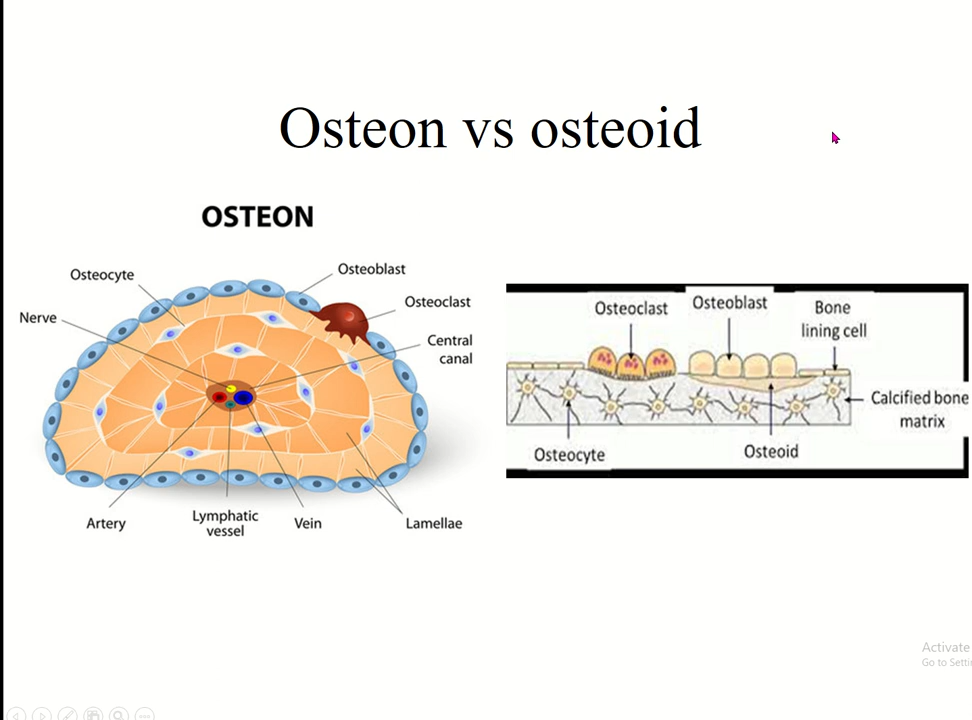 Osteon vs osteoid
OSTEON
Osteocyte
Osteoblast
Nerve
Osteoclast
Central
canal
Artery
Lymphatic
vessel
Vein
Lamellae
Osteoclast
Osteoblast
Bone
lining cell
Calcified bone
matrix
Osteocyte
Osteoid
Activate
Go to Setti